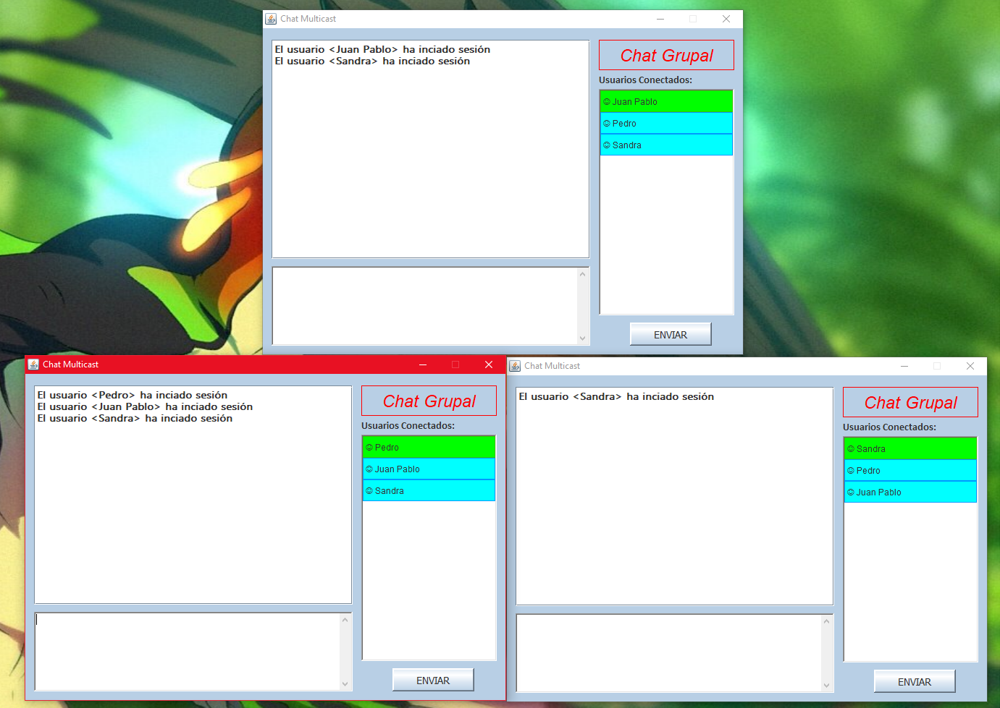 Chat Multicast
El usuario <Juan Pablo> ha inciado sesión
El usuario <Sandra> ha inciado sesión
Chat Grupal
Usuarios Conectados:
☺ Juan Pablo
☺ Pedro
☺ Sandra
ENVIAR
Chat Multicast
El usuario <Pedro> ha inciado sesión
El usuario <Juan Pablo> ha inciado sesión
El usuario <Sandra> ha inciado sesión
Chat Grupal
Usuarios Conectados:
☺ Pedro
☺ Juan Pablo
☺ Sandra
ENVIAR
Chat Multicast
El usuario <Sandra> ha inciado sesión
Chat Grupal
Usuarios Conectados:
☺ Sandra
☺ Pedro
☺ Juan Pablo
ENVIAR